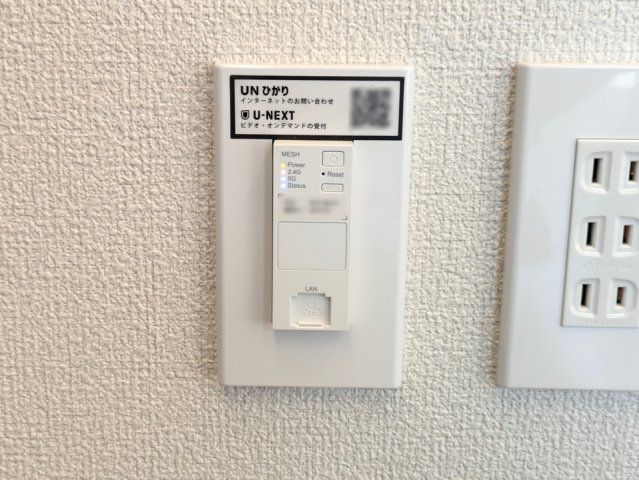 UN ひかり
インターネットのお問い合わせ
U-NEXT
ビデオ・オンデマンドの受付
MESH
Power
2.4G
5G
Status
Reset
WPS
LAN